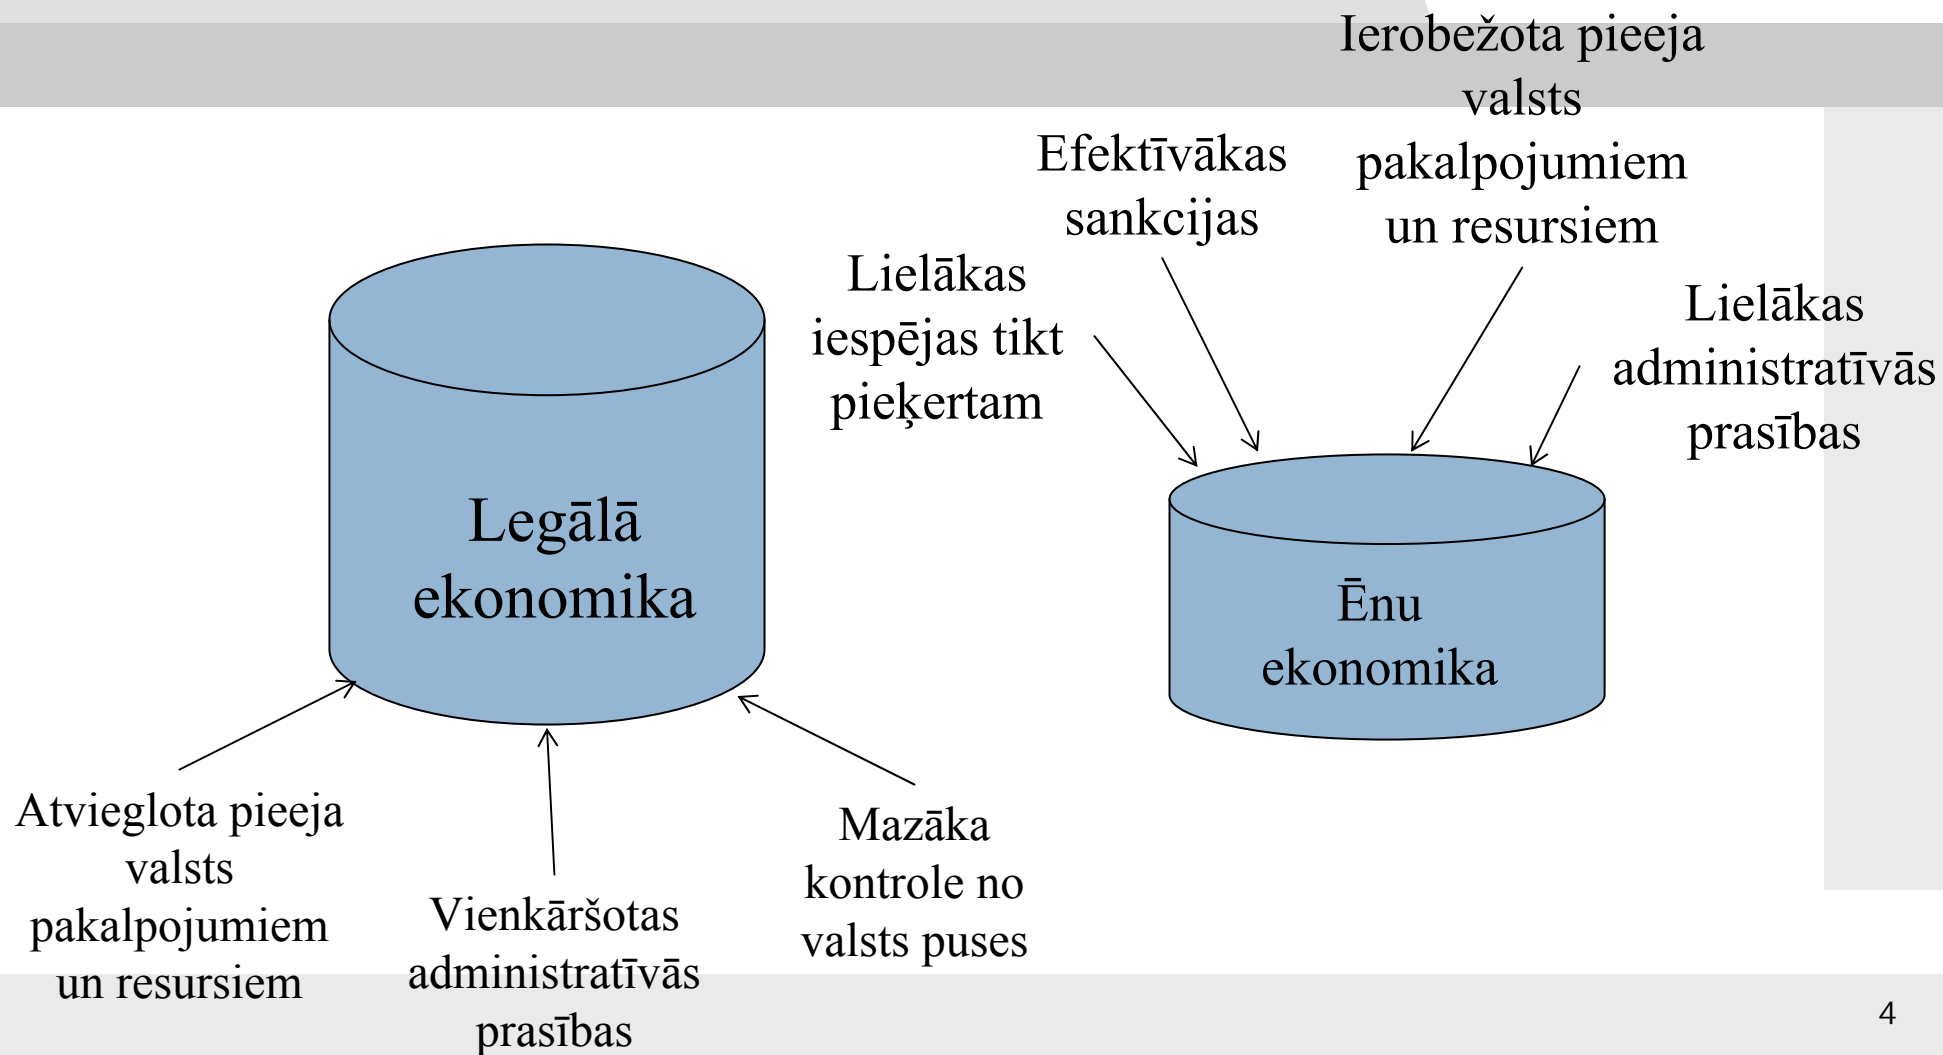 Ierobežota pieeja
valsts
pakalpojumiem
un resursiem
Efektīvākas
sankcijas
Lielākas
iespējas tikt
pieķertam
Lielākas
administratīvās
prasības
Legālā
ekonomika
Ēnu
ekonomika
Atvieglota pieeja
valsts
pakalpojumiem
un resursiem
Vienkāršotas
administratīvās
prasības
Mazāka
kontrole no
valsts puses
4